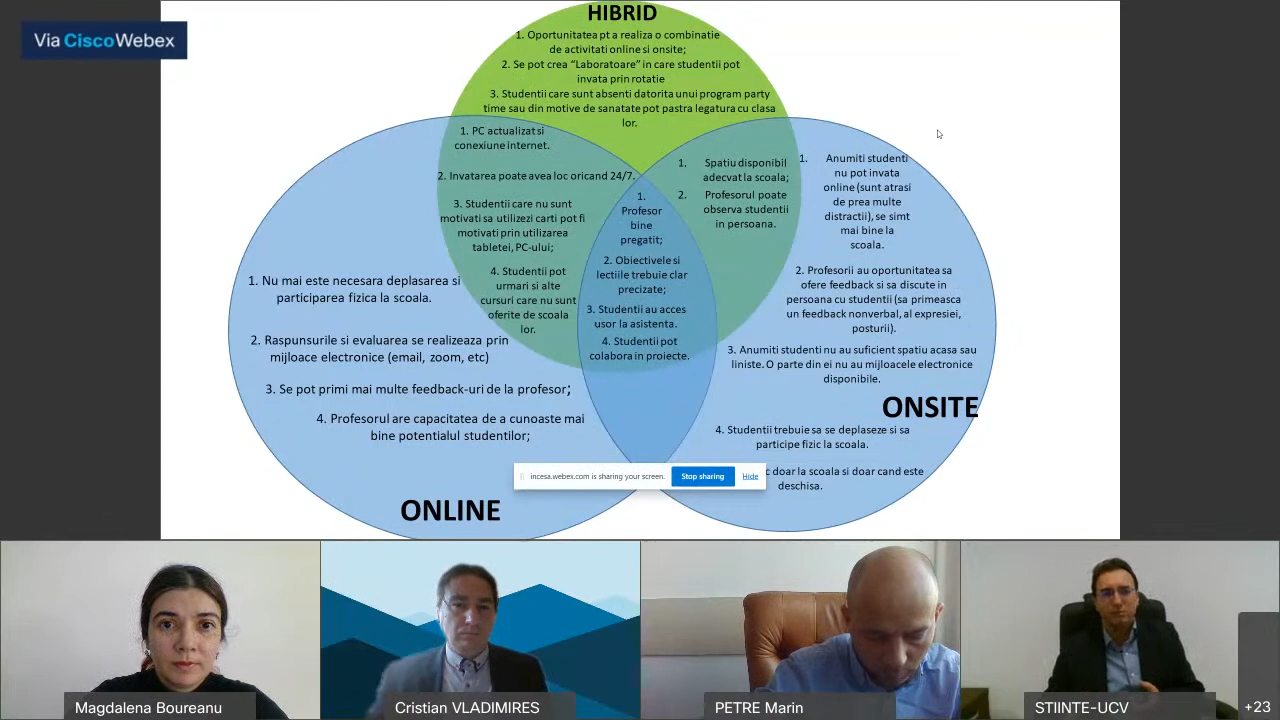 Via Cisco Webex
HIBRID
1. Oportunitatea pt a realiza o combinatie
de activitati online si onsite;
2. Se pot crea “Laboratoare” in care studentii pot
invata prin rotatie
3. Studentii care sunt absenti datorita unui program party
time sau din motive de sanatate pot pastra legatura cu clasa
lor.
1. PC actualizat si
conexiune internet.
2. Invatarea poate avea loc oricand 24/7.
3. Studentii care nu sunt
motivati sa utilizezi carti pot fi
motivati prin utilizarea
tabletei, PC-ului;
4. Studentii pot
urmari si alte
cursuri care nu sunt
oferite de scoala
lor.
1. Spatiu disponibil
adecvat la scoala;
2. Profesorul poate
observa studentii
in persoana.
1.
Profesor
bine
pregatit;
2. Obiectivele si
lectiile trebuie clar
precizate;
3. Studentii au acces
usor la asistenta.
4. Studentii pot
colabora in proiecte.
1. Anumiti studenti
nu pot invata
online (sunt atrasi
de prea multe
distractii), se simt
mai bine la
scoala.
2. Profesorii au oportunitatea sa
ofere feedback si sa discute in
persoana cu studentii (sa primeasca
un feedback nonverbal, al expresiei,
posturii).
3. Anumiti studenti nu au suficient spatiu acasa sau
liniste. O parte din ei nu au mijloacele electronice
disponibile.
ONSITE
4. Studentii trebuie sa se deplaseze si sa
participe fizic la scoala.
doar la scoala si doar cand este
deschisa.
1. Nu mai este necesara deplasarea si
participarea fizica la scoala.
2. Raspunsurile si evaluarea se realizeaza prin
mijloace electronice (email, zoom, etc)
3. Se pot primi mai multe feedback-uri de la profesor;
4. Profesorul are capacitatea de a cunoaste mai
bine potentialul studentilor;
ONLINE
incesa.webex.com is sharing your screen. Stop sharing Hide
Magdalena Boureanu
Cristian VLADIMIRES
PETRE Marin
STIINTE-UCV
+23